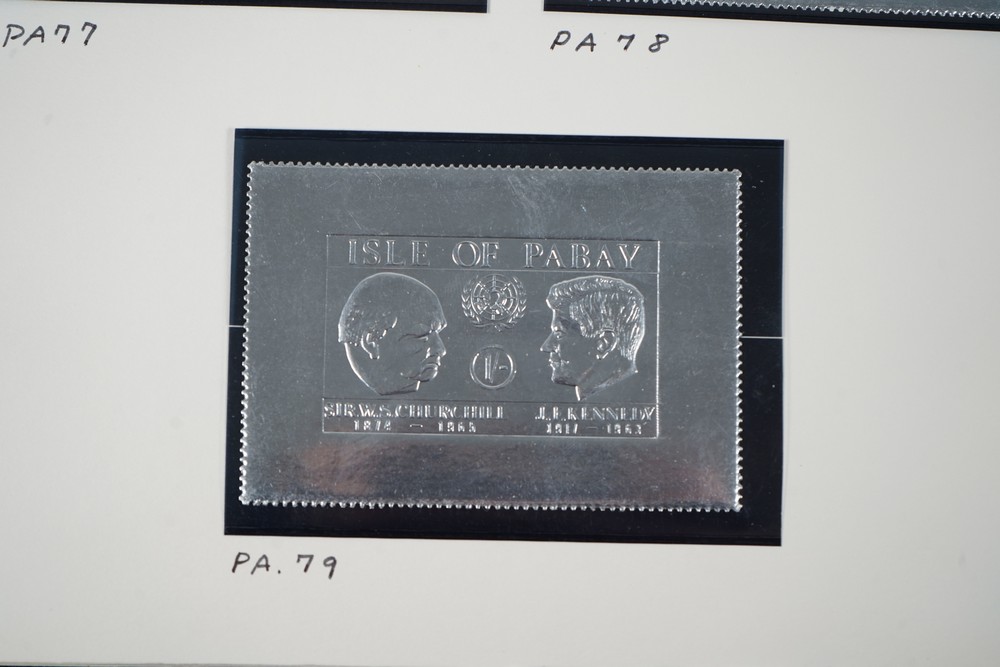 PA77
PA78
ISLE OF PABAY
1/-
SIR.W.S.CHURCHILL J.F.KENNEDY
1874 — 1965 1917 — 1963
PA.79